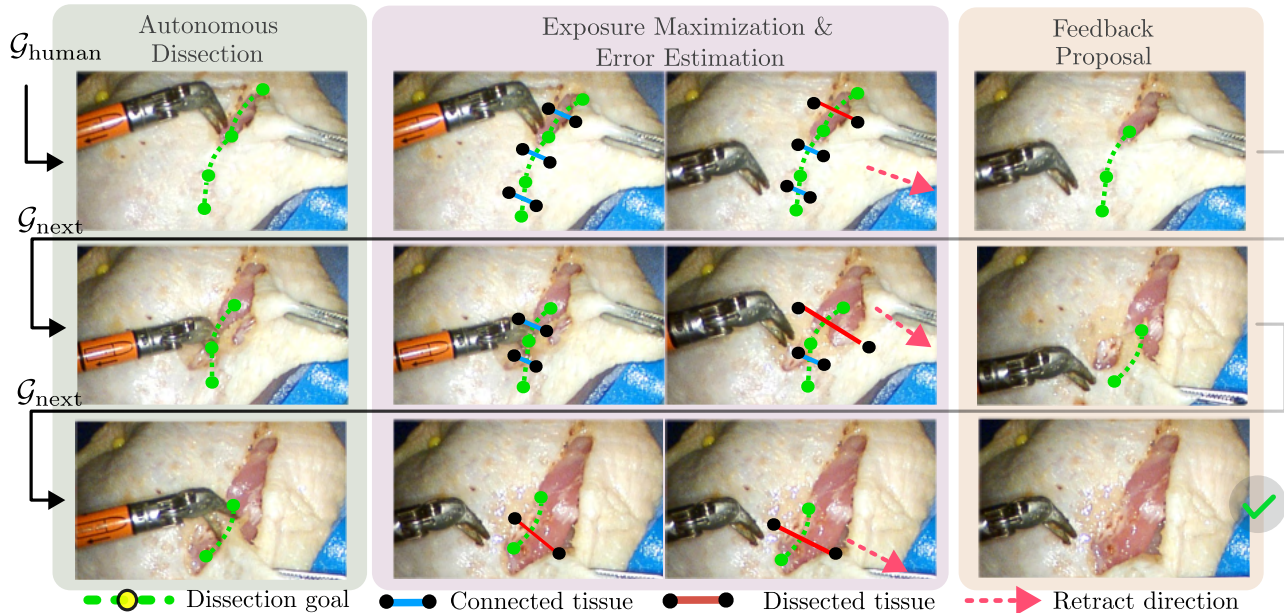 Autonomous
Dissection
Exposure Maximization &
Error Estimation
Feedback
Proposal
𝒢human
𝒢next
𝒢next
Dissection goal
Connected tissue
Dissected tissue
Retract direction